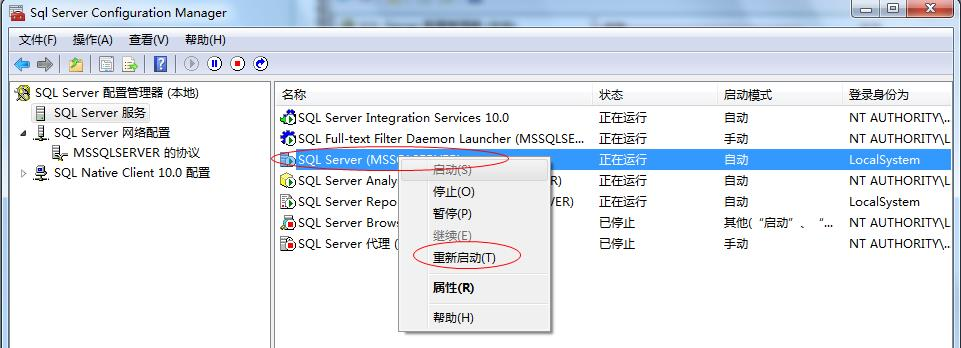 Sql Server Configuration Manager
文件(F) 操作(A) 查看(V) 帮助(H)
SQL Server 配置管理器 (本地)
SQL Server 服务
SQL Server 网络配置
MSSQLSERVER 的协议
SQL Native Client 10.0 配置
名称 状态 启动模式 登录身份为
SQL Server Integration Services 10.0 正在运行 自动 NT AUTHORITY\...
SQL Full-text Filter Daemon Launcher (MSSQLSE... 正在运行 手动 NT AUTHORITY\...
SQL Server (MSSQLSERVER) 正在运行 自动 LocalSystem
SQL Server Analy R) 正在运行 自动 NT AUTHORITY\L
SQL Server Repo VER) 正在运行 自动 LocalSystem
SQL Server Brows 已停止 其他(“启动”、“... NT AUTHORITY\L
SQL Server 代理 ( 已停止 手动 NT AUTHORITY\L
启动(S)
停止(O)
暂停(P)
继续(E)
重新启动(T)
属性(R)
帮助(H)